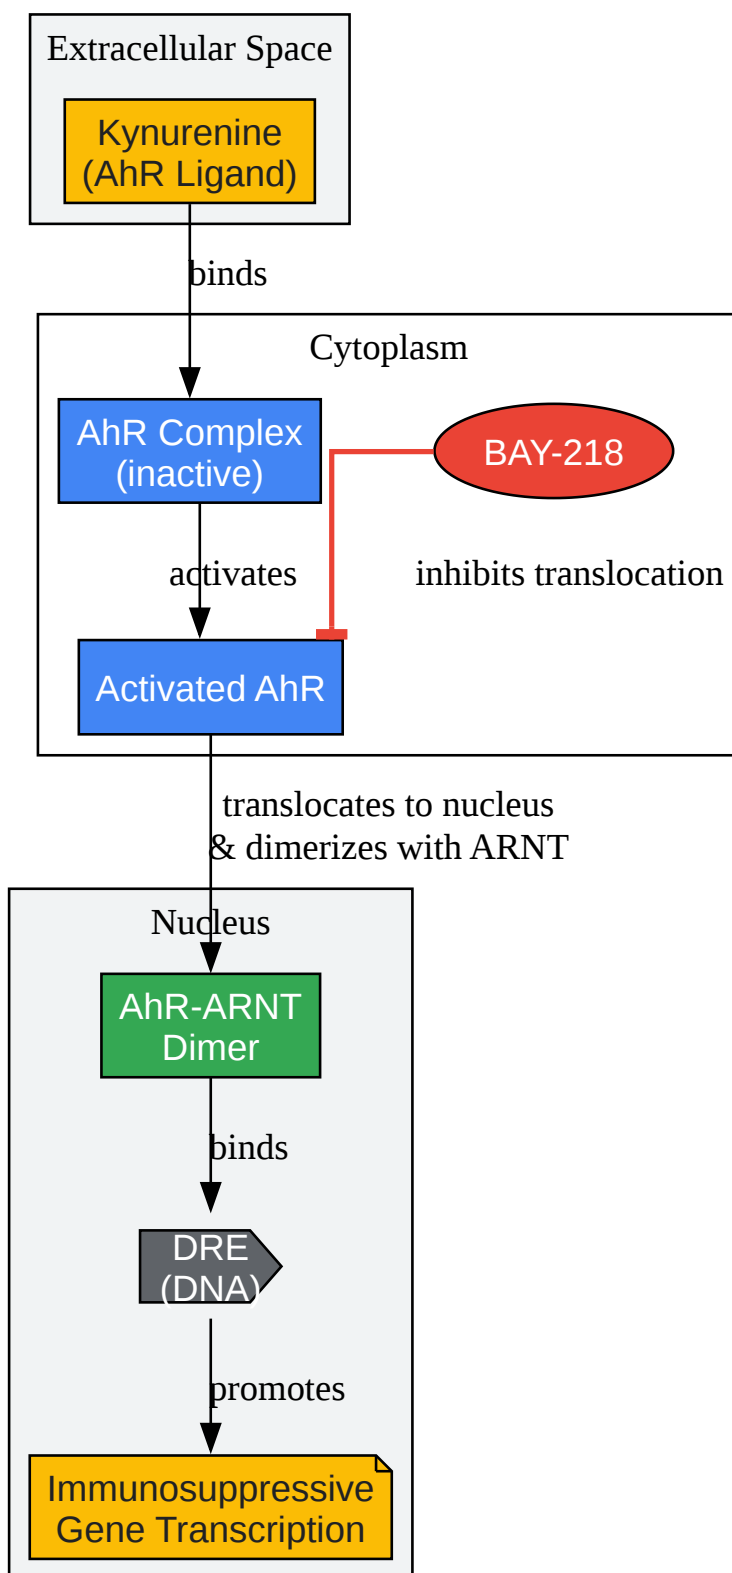 Extracellular Space
Kynurenine
(AhR Ligand)
binds
Cytoplasm
AhR Complex
(inactive)
BAY-218
activates
inhibits translocation
Activated AhR
translocates to nucleus
& dimerizes with ARNT
Nucleus
AhR-ARNT
Dimer
binds
DRE
(DNA)
promotes
Immunosuppressive
Gene Transcription